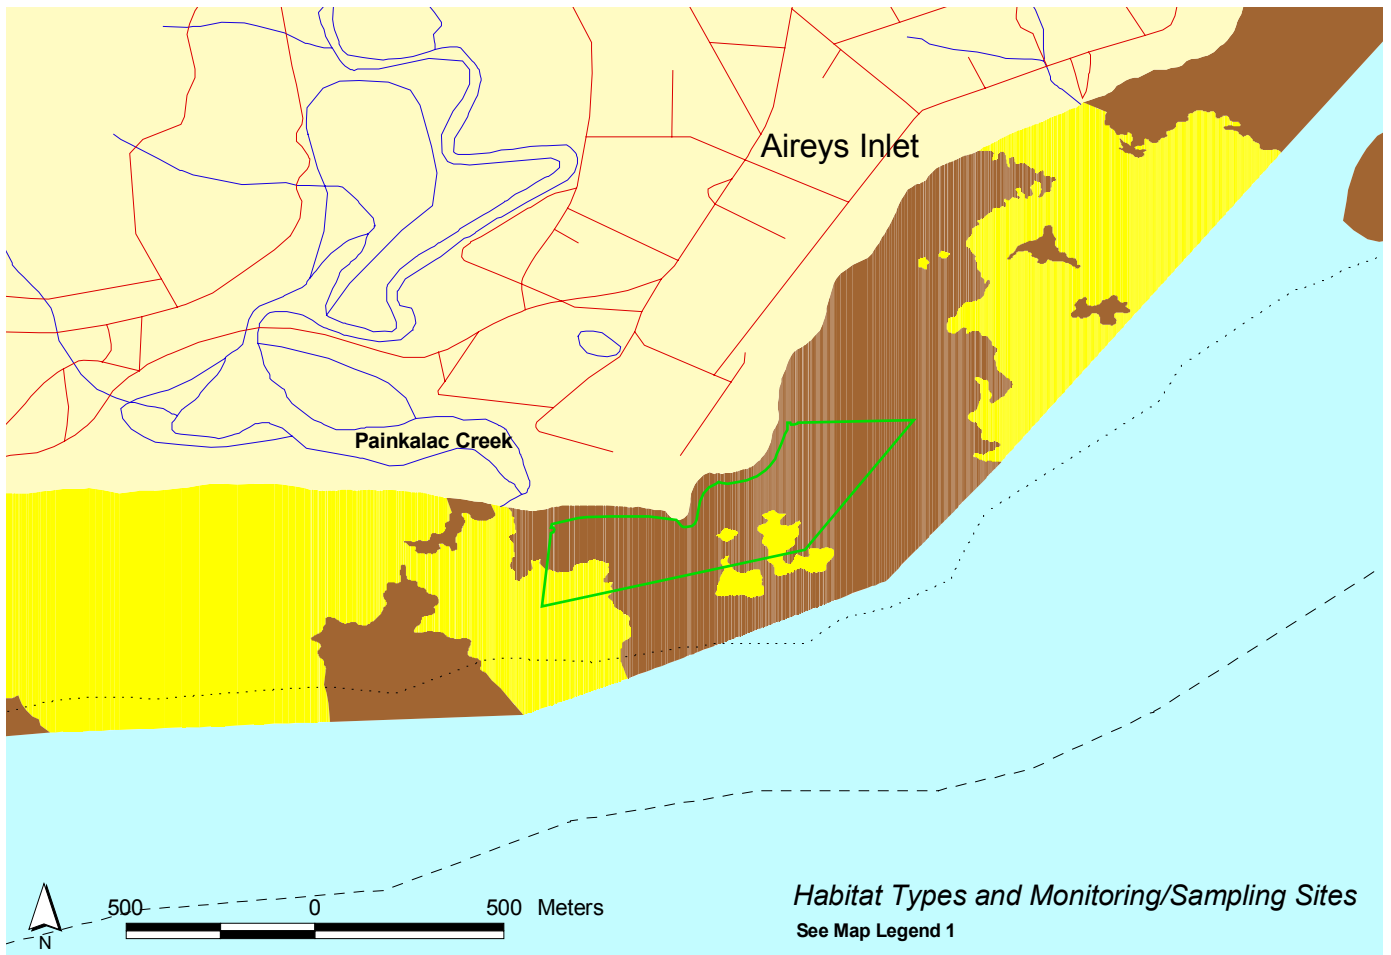 Aireys Inlet
Painkalac Creek
500 0 500 Meters
N
Habitat Types and Monitoring/Sampling Sites
See Map Legend 1